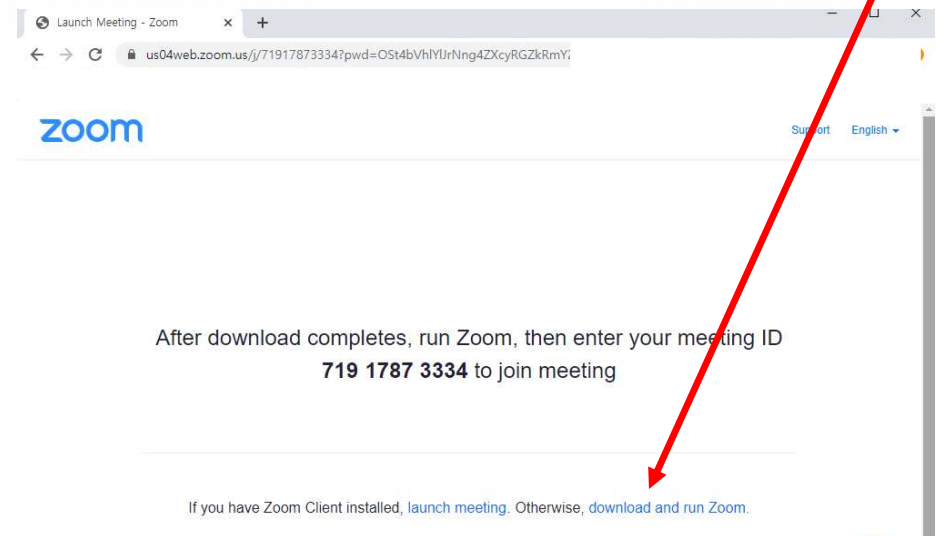 Launch Meeting - Zoom
us04web.zoom.us/j/71917873334?pwd=
zoom
Support English
After download completes, run Zoom, then enter your meeting ID
719 1787 3334 to join meeting
If you have Zoom Client installed, launch meeting. Otherwise, download and run Zoom.